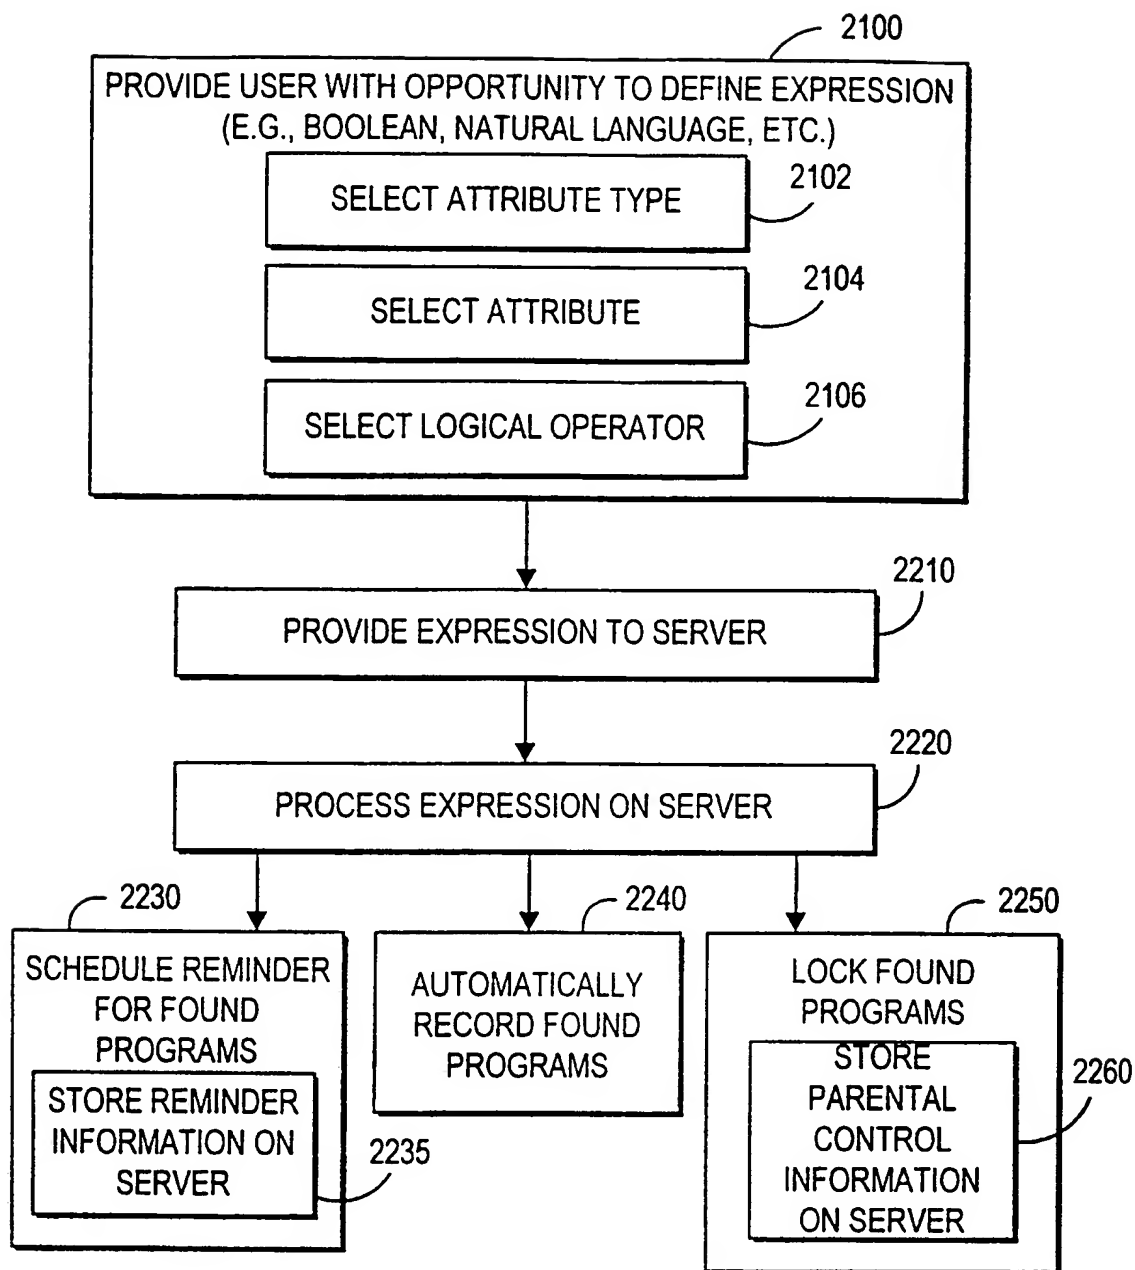 2100
PROVIDE USER WITH OPPORTUNITY TO DEFINE EXPRESSION
(E.G., BOOLEAN, NATURAL LANGUAGE, ETC.)
SELECT ATTRIBUTE TYPE
2102
SELECT ATTRIBUTE
2104
SELECT LOGICAL OPERATOR
2106
PROVIDE EXPRESSION TO SERVER
2210
PROCESS EXPRESSION ON SERVER
2220
2230
SCHEDULE REMINDER
FOR FOUND
PROGRAMS
STORE REMINDER
INFORMATION ON
SERVER
2235
2240
AUTOMATICALLY
RECORD FOUND
PROGRAMS
2250
LOCK FOUND
PROGRAMS
STORE
PARENTAL
CONTROL
INFORMATION
ON SERVER
2260